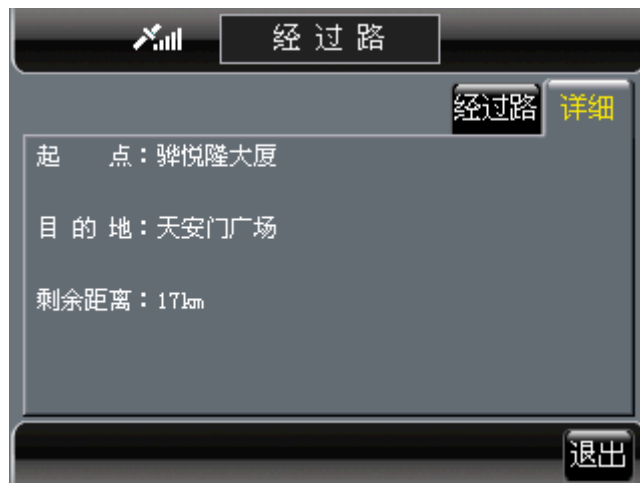 经过路
经过路 详细
起 点：骅悦隆大厦
目的地：天安门广场
剩余距离：17km
退出